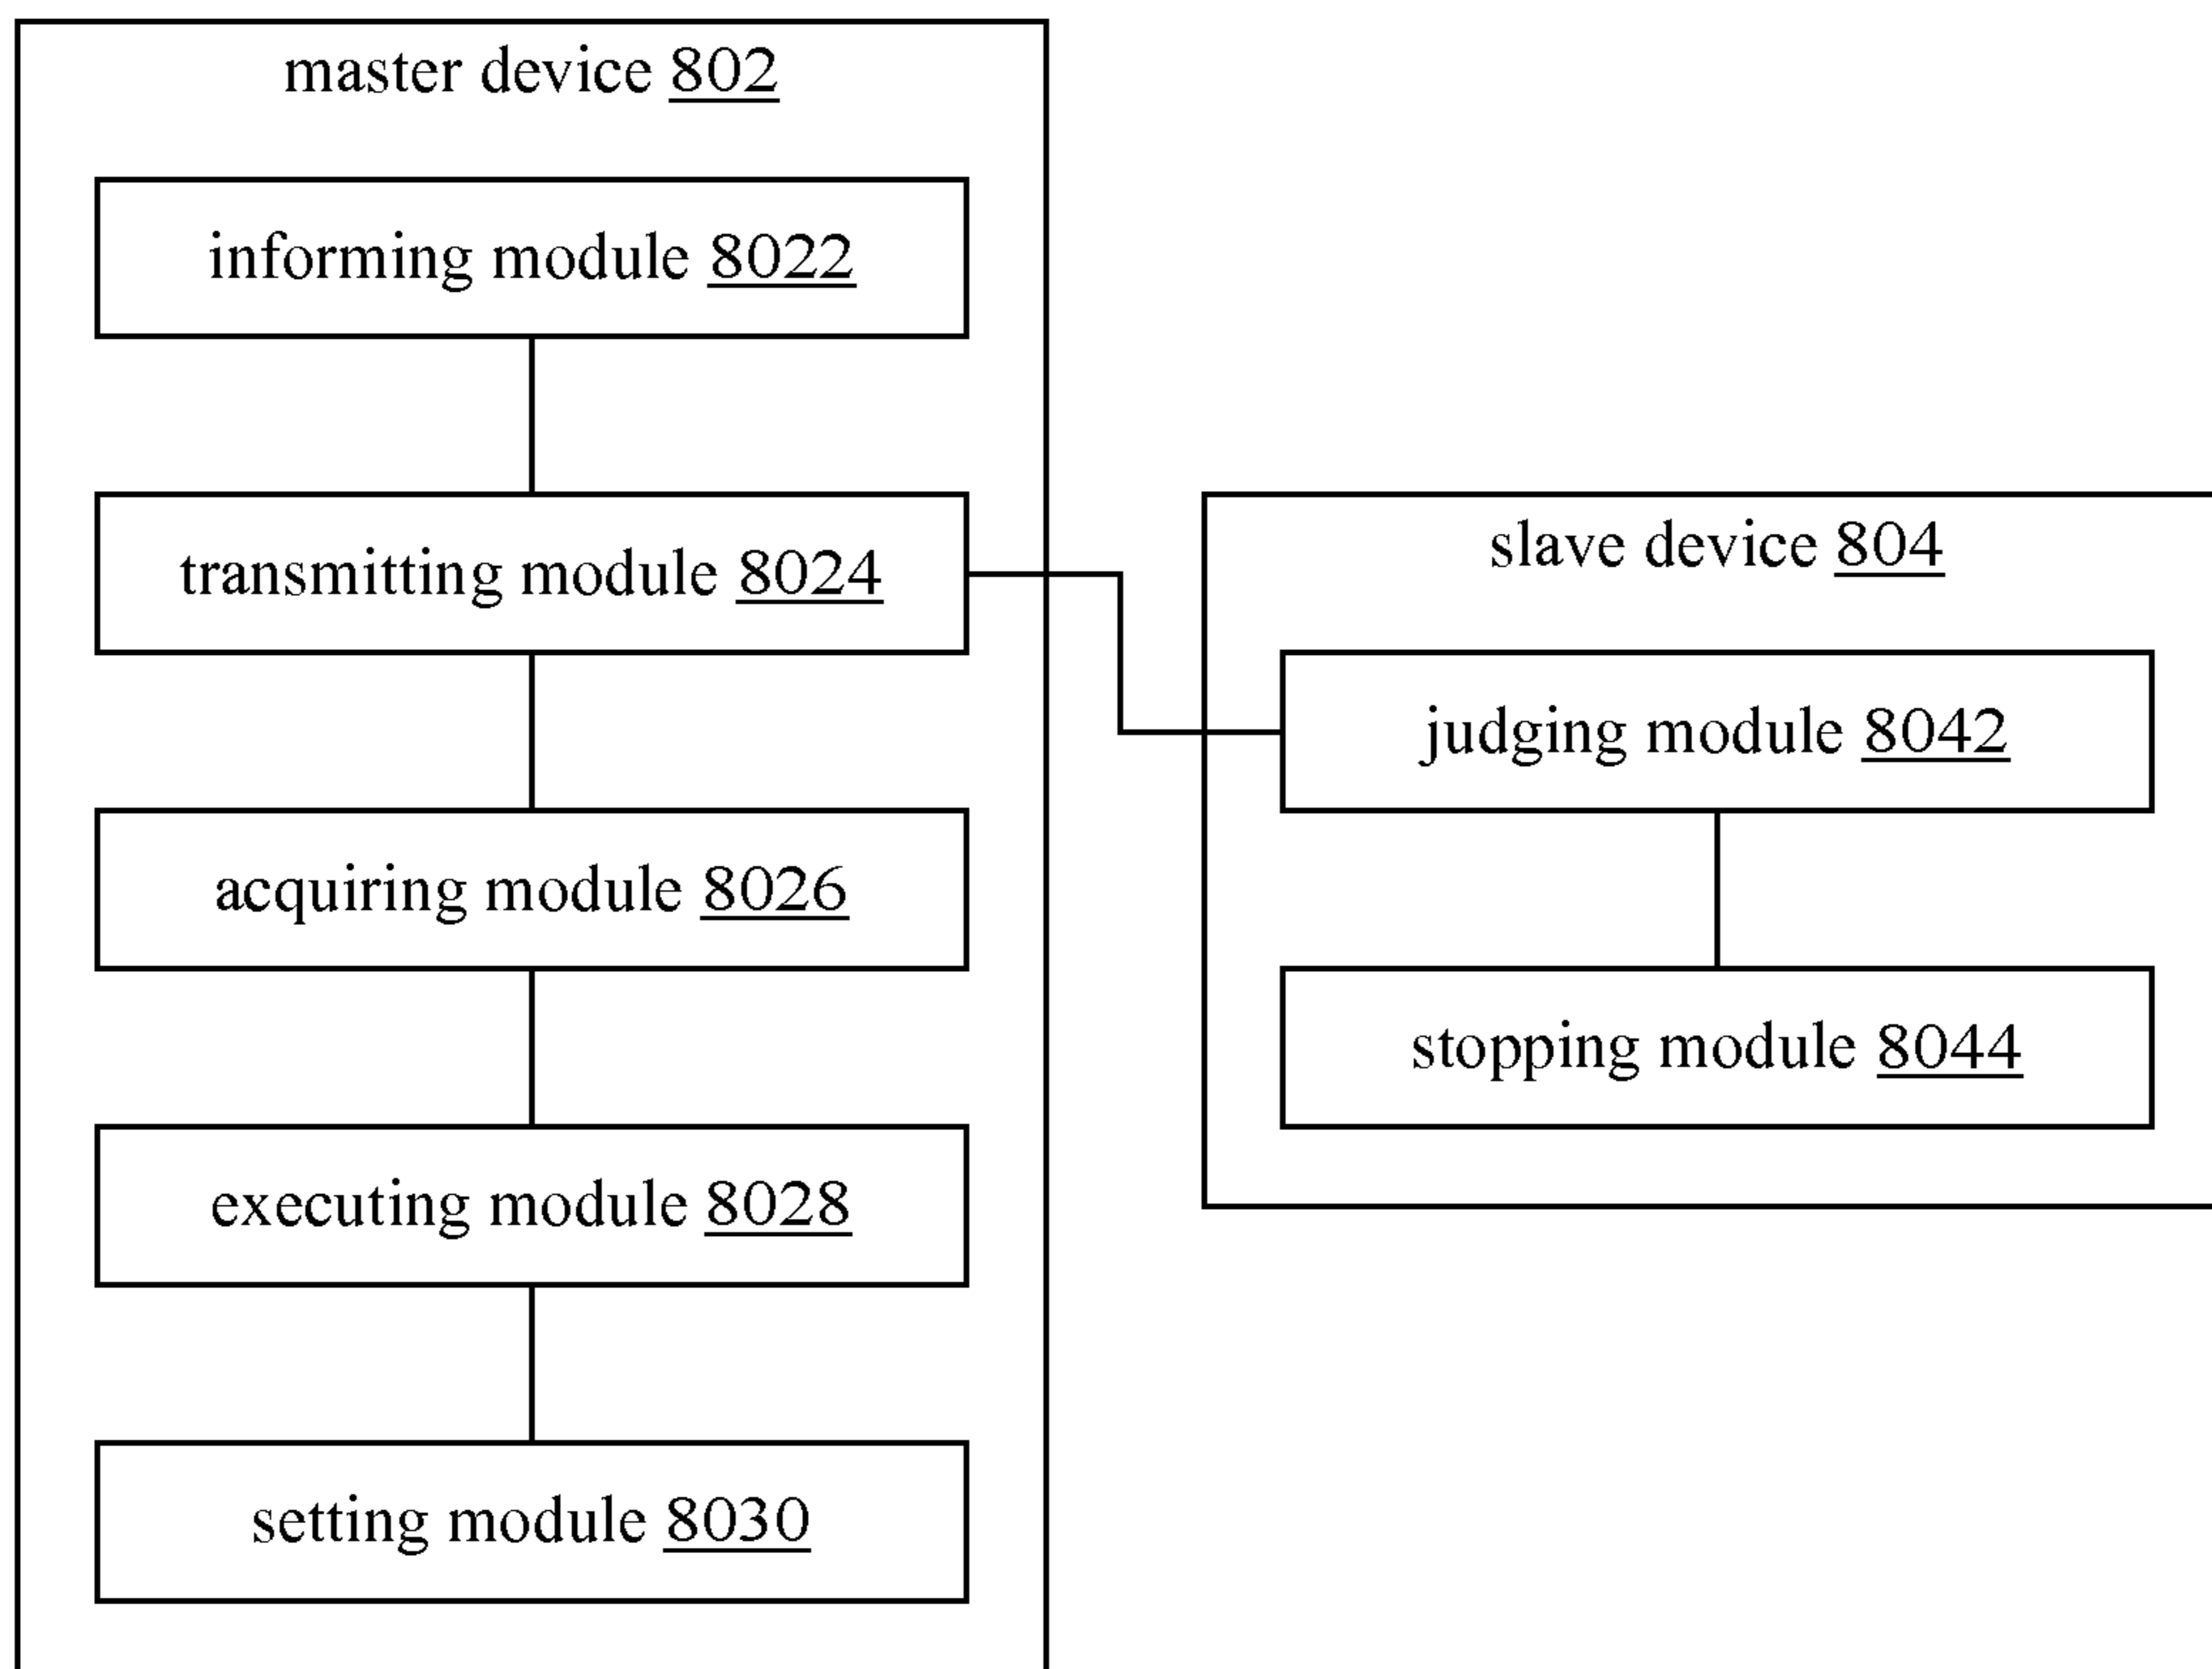 master device 802
informing module 8022
transmitting module 8024
acquiring module 8026
executing module 8028
setting module 8030
slave device 804
judging module 8042
stopping module 8044